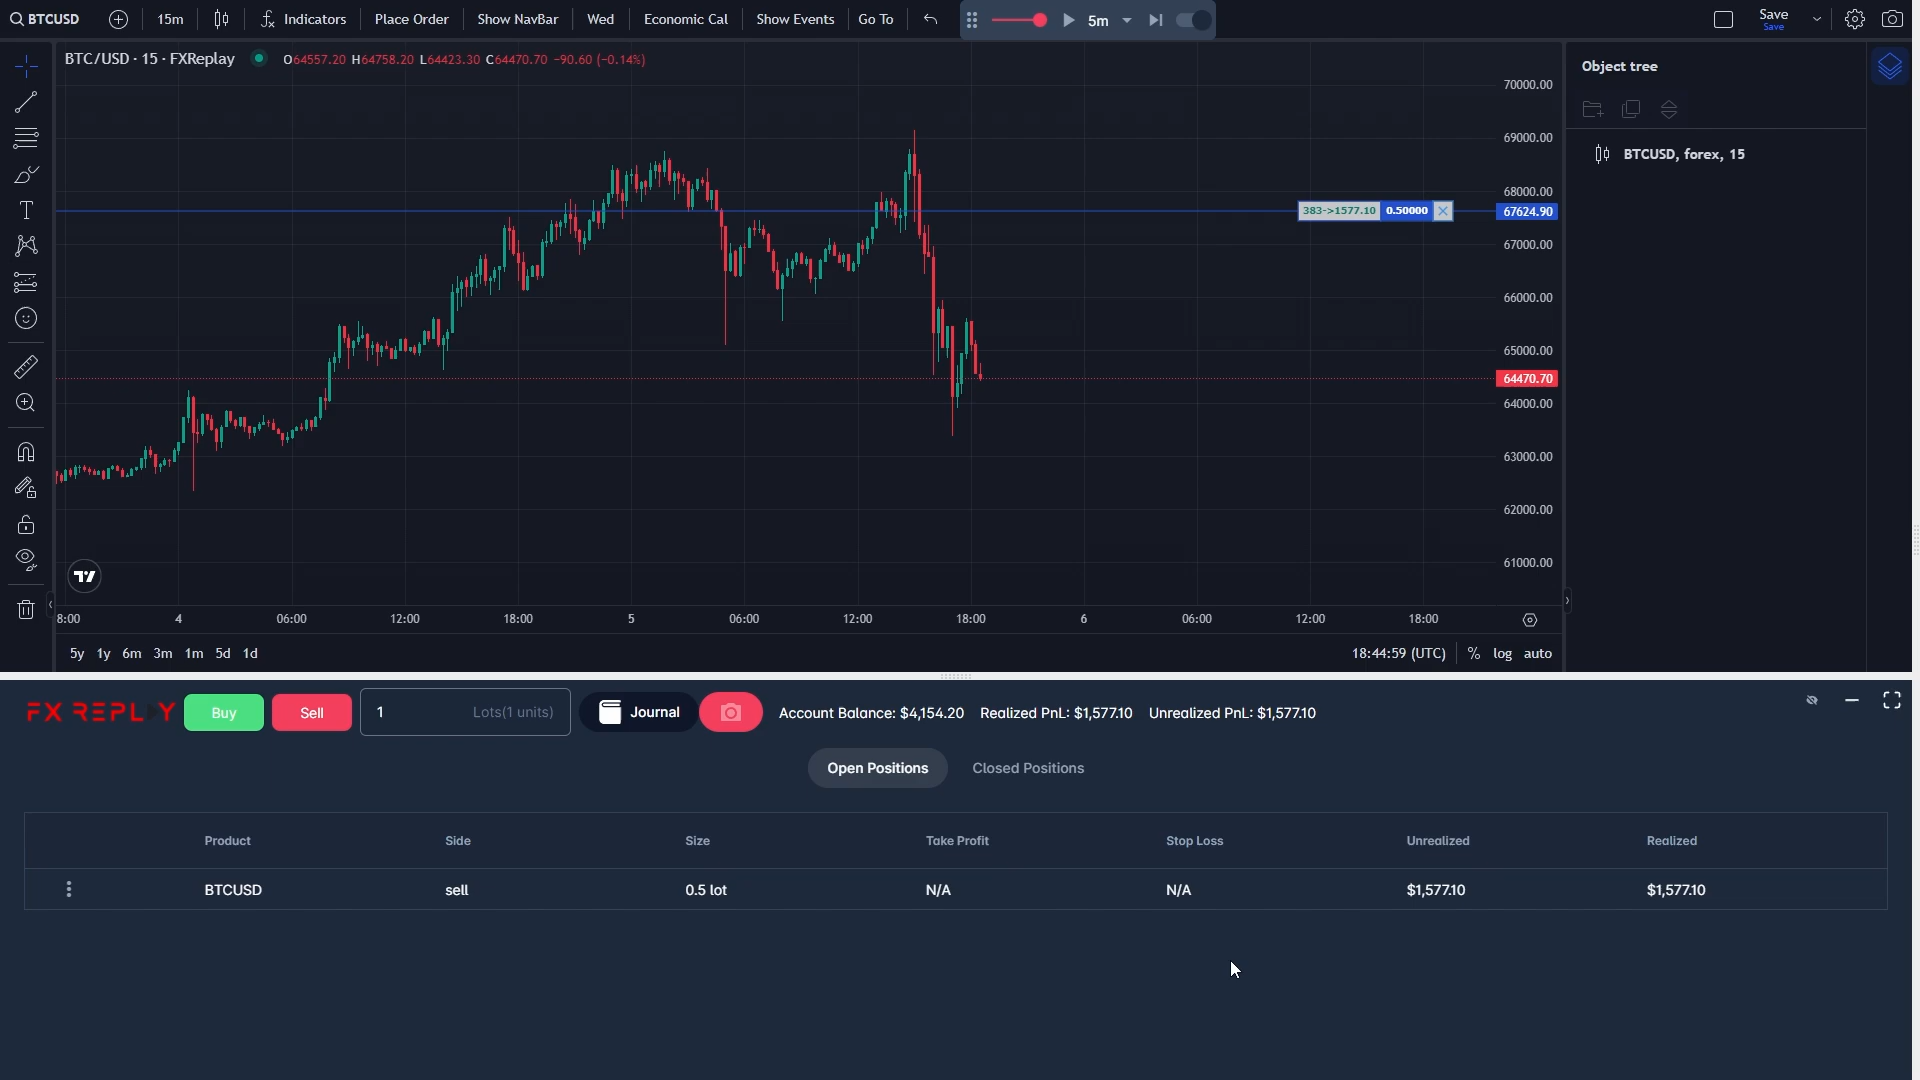 BTCUSD 15m Indicators Place Order Show NavBar Wed Economic Cal Show Events Go To 5m Save
Save
BTC/USD · 15 · FXReplay O64557.20 H64758.20 L64423.30 C64470.70 -90.60 (-0.14%)
Object tree
BTCUSD, forex, 15
70000.00
69000.00
68000.00
383->1577.10 0.50000 67624.90
67000.00
66000.00
65000.00
64470.70
64000.00
63000.00
62000.00
61000.00
8:00 4 06:00 12:00 18:00 5 06:00 12:00 18:00 6 06:00 12:00 18:00
5y 1y 6m 3m 1m 5d 1d 18:44:59 (UTC) % log auto
FX REPLAY Buy Sell 1 Lots(1 units) Journal Account Balance: $4,154.20 Realized PnL: $1,577.10 Unrealized PnL: $1,577.10
Open Positions Closed Positions
Product Side Size Take Profit Stop Loss Unrealized Realized
BTCUSD sell 0.5 lot N/A N/A $1,577.10 $1,577.10